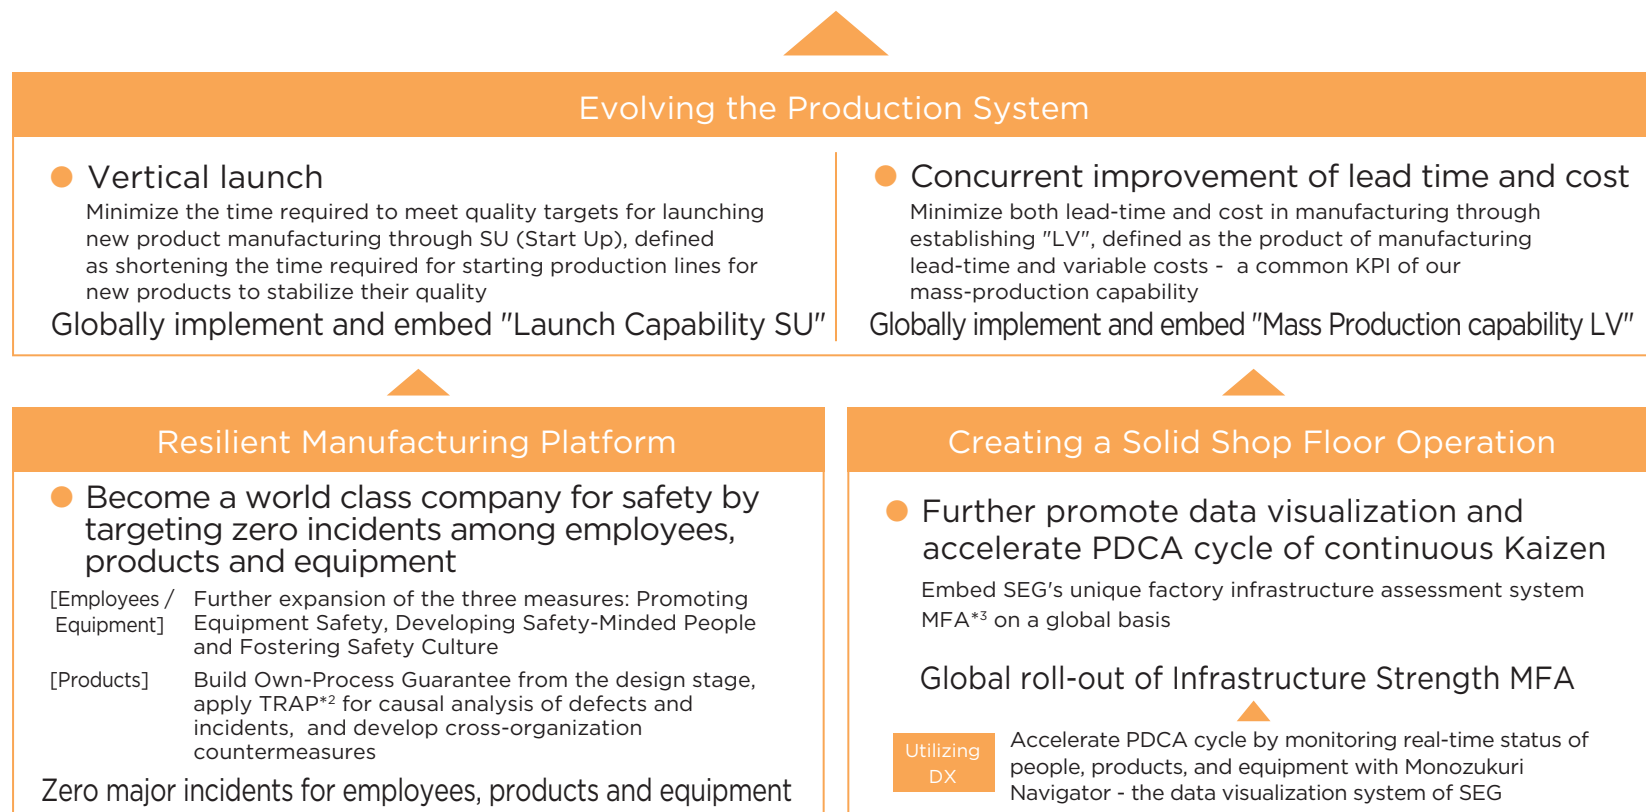 Evolving the Production System
● Vertical launch
Minimize the time required to meet quality targets for launching
new product manufacturing through SU (Start Up), defined
as shortening the time required for starting production lines for
new products to stabilize their quality
Globally implement and embed "Launch Capability SU"
● Concurrent improvement of lead time and cost
Minimize both lead-time and cost in manufacturing through
establishing "LV", defined as the product of manufacturing
lead-time and variable costs - a common KPI of our
mass-production capability
Globally implement and embed "Mass Production capability LV"
Resilient Manufacturing Platform
● Become a world class company for safety by
targeting zero incidents among employees,
products and equipment
[Employees / Equipment]
Further expansion of the three measures: Promoting
Equipment Safety, Developing Safety-Minded People
and Fostering Safety Culture
[Products]
Build Own-Process Guarantee from the design stage,
apply TRAP*2 for causal analysis of defects and
incidents, and develop cross-organization
countermeasures
Zero major incidents for employees, products and equipment
Creating a Solid Shop Floor Operation
● Further promote data visualization and
accelerate PDCA cycle of continuous Kaizen
Embed SEG's unique factory infrastructure assessment system
MFA*3 on a global basis
Global roll-out of Infrastructure Strength MFA
Utilizing
DX
Accelerate PDCA cycle by monitoring real-time status of
people, products, and equipment with Monozukuri
Navigator - the data visualization system of SEG